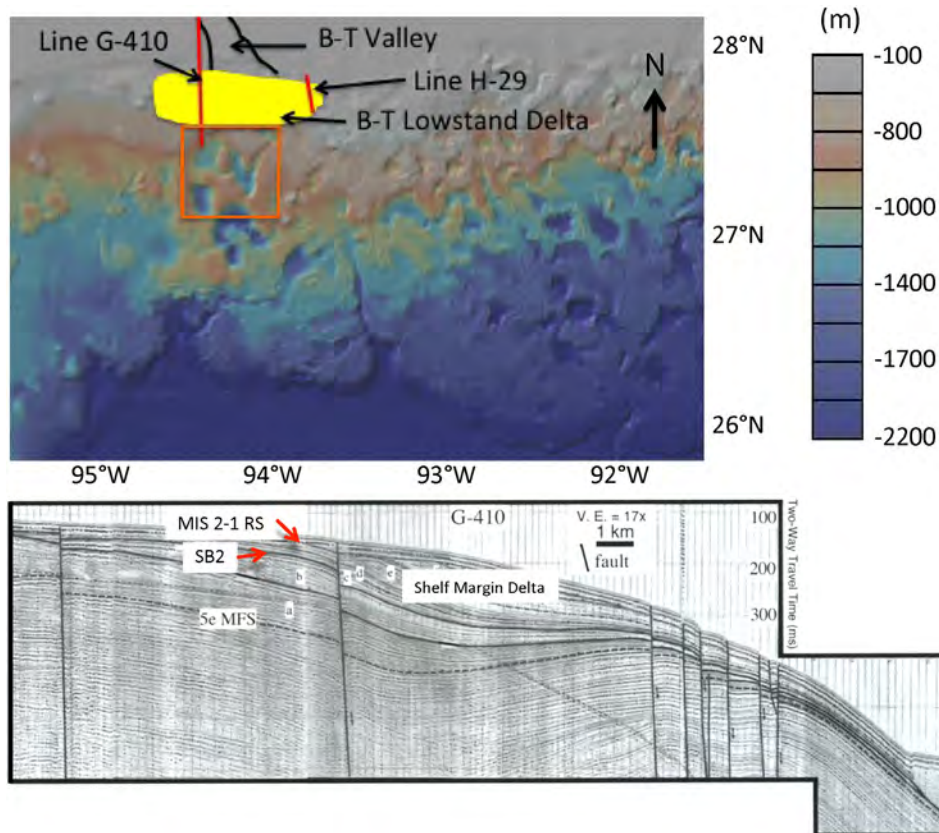 (m)
Line G-410
B-T Valley
28°N
N
Line H-29
B-T Lowstand Delta
27°N
26°N
-100
-800
-1000
-1400
-1700
-2200
95°W
94°W
93°W
92°W
MIS 2-1 RS
G-410
V. E. = 17x
1 km
fault
SB2
b
c
d
e
Shelf Margin Delta
a
5e MFS
100
200
300
Two-Way Travel Time (ms)